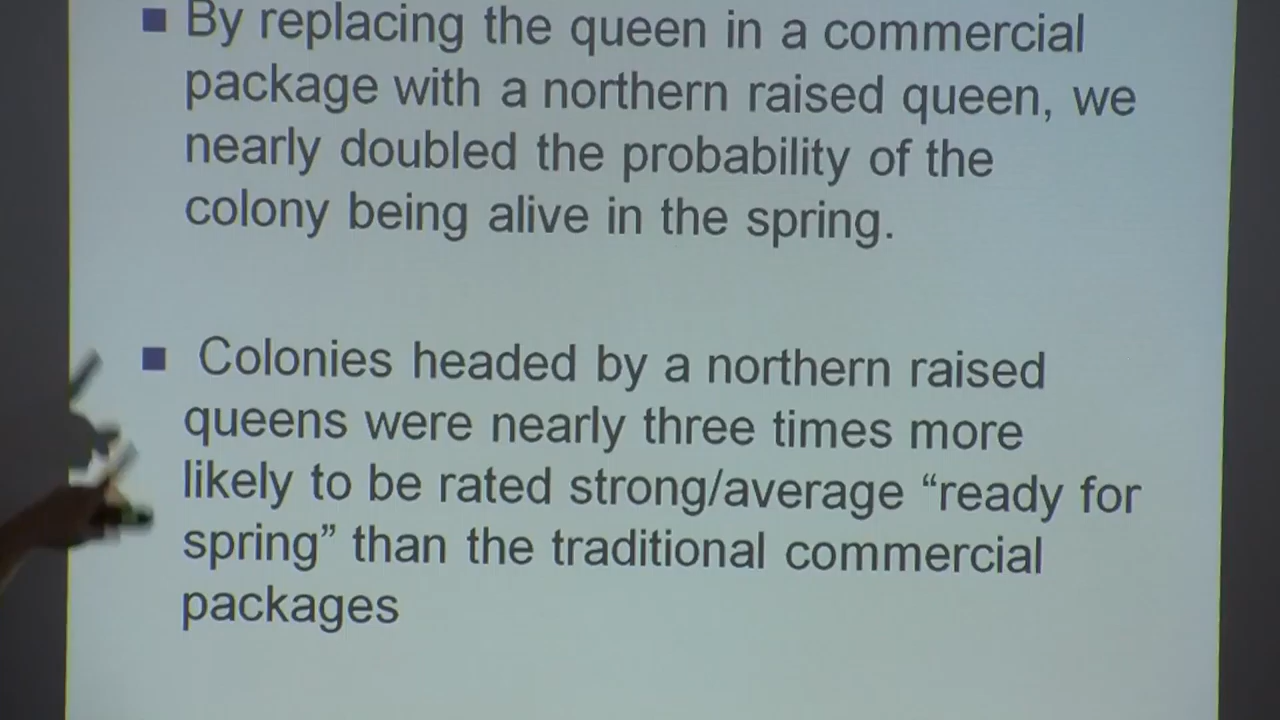 ■ By replacing the queen in a commercial
package with a northern raised queen, we
nearly doubled the probability of the
colony being alive in the spring.
■ Colonies headed by a northern raised
queens were nearly three times more
likely to be rated strong/average “ready for
spring” than the traditional commercial
packages